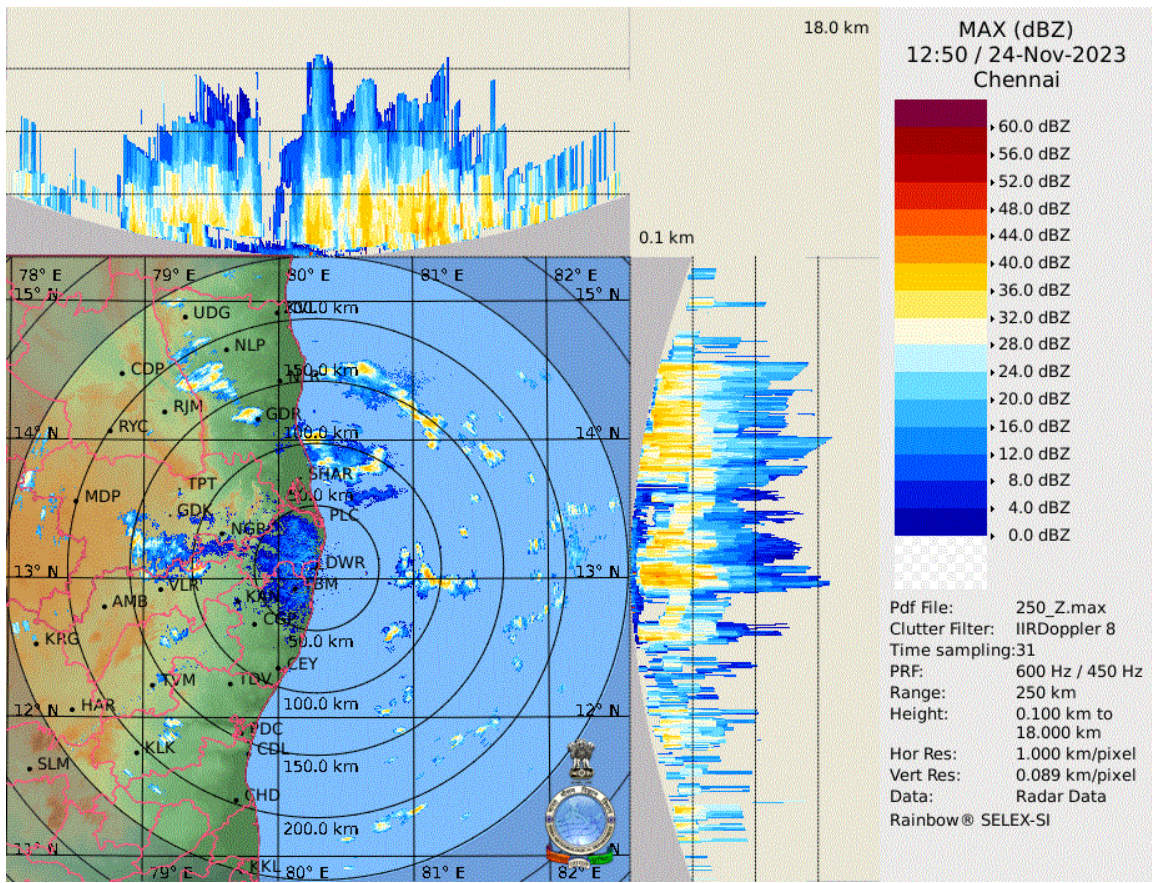 18.0 km
0.1 km
MAX (dBZ)
12:50 / 24-Nov-2023
Chennai
60.0 dBZ
56.0 dBZ
52.0 dBZ
48.0 dBZ
44.0 dBZ
40.0 dBZ
36.0 dBZ
32.0 dBZ
28.0 dBZ
24.0 dBZ
20.0 dBZ
16.0 dBZ
12.0 dBZ
8.0 dBZ
4.0 dBZ
0.0 dBZ
Pdf File: 250_Z.max
Clutter Filter: IIRDoppler 8
Time sampling:31
PRF: 600 Hz / 450 Hz
Range: 250 km
Height: 0.100 km to
18.000 km
Hor Res: 1.000 km/pixel
Vert Res: 0.089 km/pixel
Data: Radar Data
Rainbow® SELEX-SI
78° E 79° E 80° E 81° E 82° E
15° N 15° N
UDG
NLP
150.0 km
CDP
RJM
GDR
RYC
100.0 km
14° N 14° N
SHAR
TPT
50.0 km
MDP
GDK
PLC
NGR
DWR
13° N 13° N
VLR
AMB
CGP
KRG
50.0 km
CEY
TVM
TDV
HAR
100.0 km
12° N 12° N
PDC
KLK
CDL
SLM
150.0 km
CHD
200.0 km
11° N 11° N
KKL
79° E 80° E 81° E 82° E